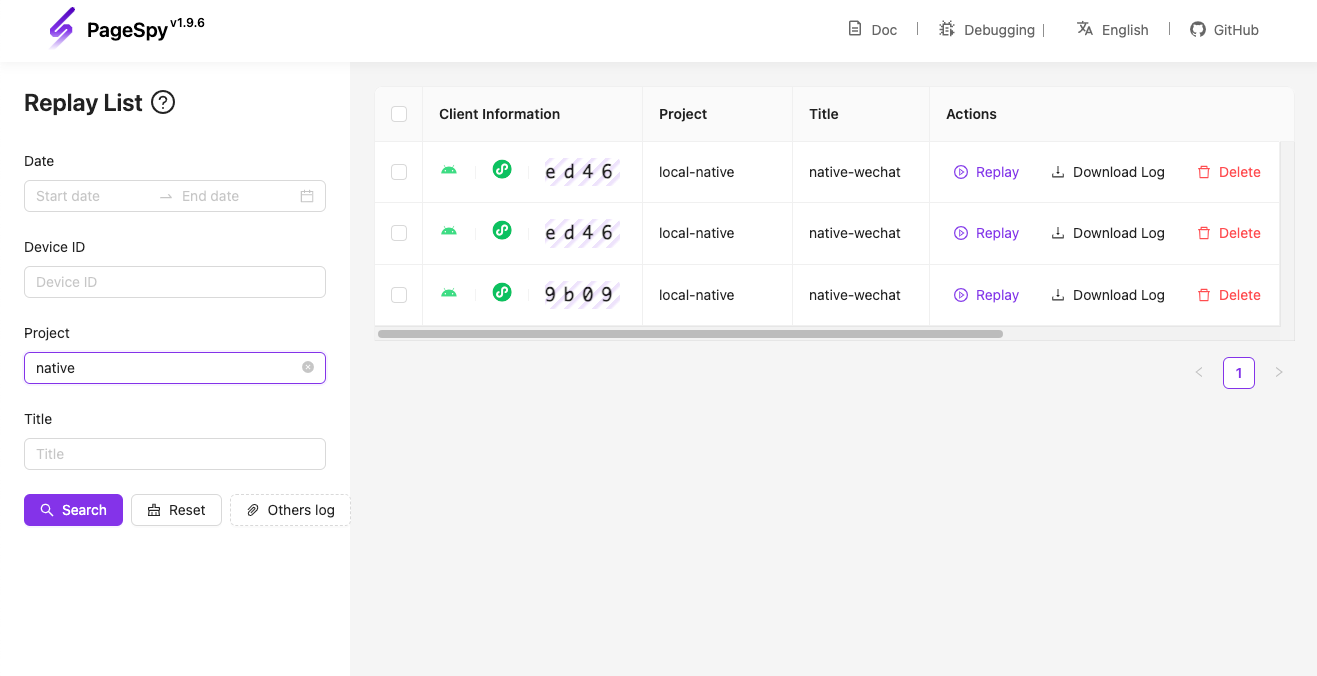 PageSpy v1.9.6
Doc | Debugging | English | GitHub
Replay List
Date
Start date → End date
Device ID
Device ID
Project
native
Title
Title
Search Reset Others log
Client Information Project Title Actions
ed46 local-native native-wechat Replay Download Log Delete
ed46 local-native native-wechat Replay Download Log Delete
9b09 local-native native-wechat Replay Download Log Delete
< 1 >